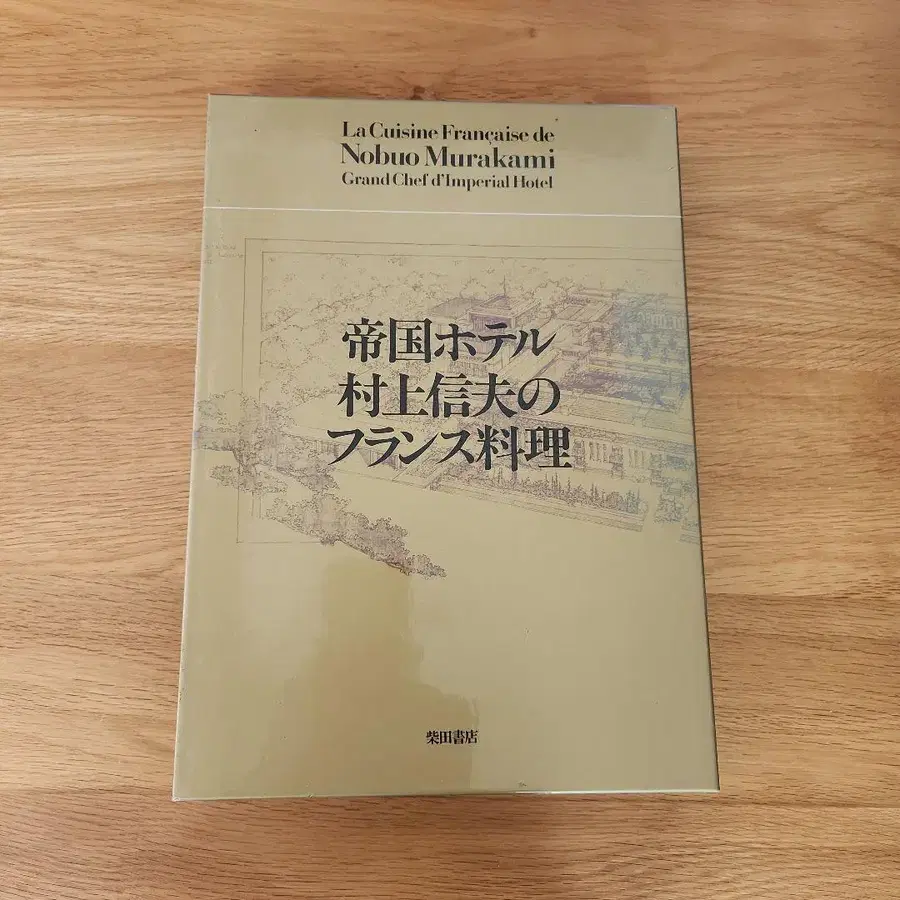 La Cuisine Française de
Nobuo Murakami
Grand Chef d'Imperial Hotel
帝国ホテル
村上信夫の
フランス料理
柴田書店